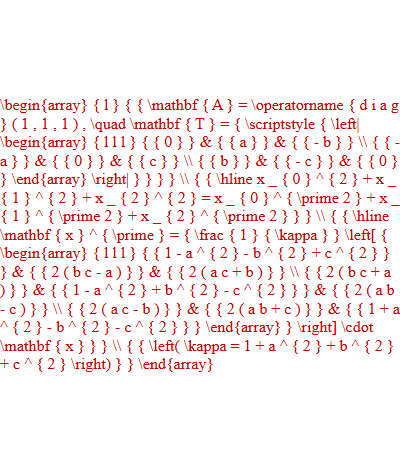 \begin{array} { l } { { \mathbf { A } = \operatorname { d i a g
} ( 1 , 1 , 1 ) , \quad \mathbf { T } = { \scriptstyle { \left|
\begin{array} { 111 } { { 0 } } & { { a } } & { { - b } } \\ { { -
a } } & { { 0 } } & { { c } } \\ { { b } } & { { - c } } & { { 0 }
} \end{array} \right| } } } } \\ { { \hline x _ { 0 } ^ { 2 } + x _
{ 1 } ^ { 2 } + x _ { 2 } ^ { 2 } = x _ { 0 } ^ { \prime 2 } + x _
{ 1 } ^ { \prime 2 } + x _ { 2 } ^ { \prime 2 } } } \\ { { \hline
\mathbf { x } ^ { \prime } = { \frac { 1 } { \kappa } } \left[ {
\begin{array} { 111 } { { 1 - a ^ { 2 } - b ^ { 2 } + c ^ { 2 } }
} & { { 2 ( b c - a ) } } & { { 2 ( a c + b ) } } \\ { { 2 ( b c + a
) } } & { { 1 - a ^ { 2 } + b ^ { 2 } - c ^ { 2 } } } & { { 2 ( a b
- c ) } } \\ { { 2 ( a c - b ) } } & { { 2 ( a b + c ) } } & { { 1 + a
^ { 2 } - b ^ { 2 } - c ^ { 2 } } } \end{array} } \right] \cdot
\mathbf { x } } } \\ { { \left( \kappa = 1 + a ^ { 2 } + b ^ { 2 }
+ c ^ { 2 } \right) } } \end{array}